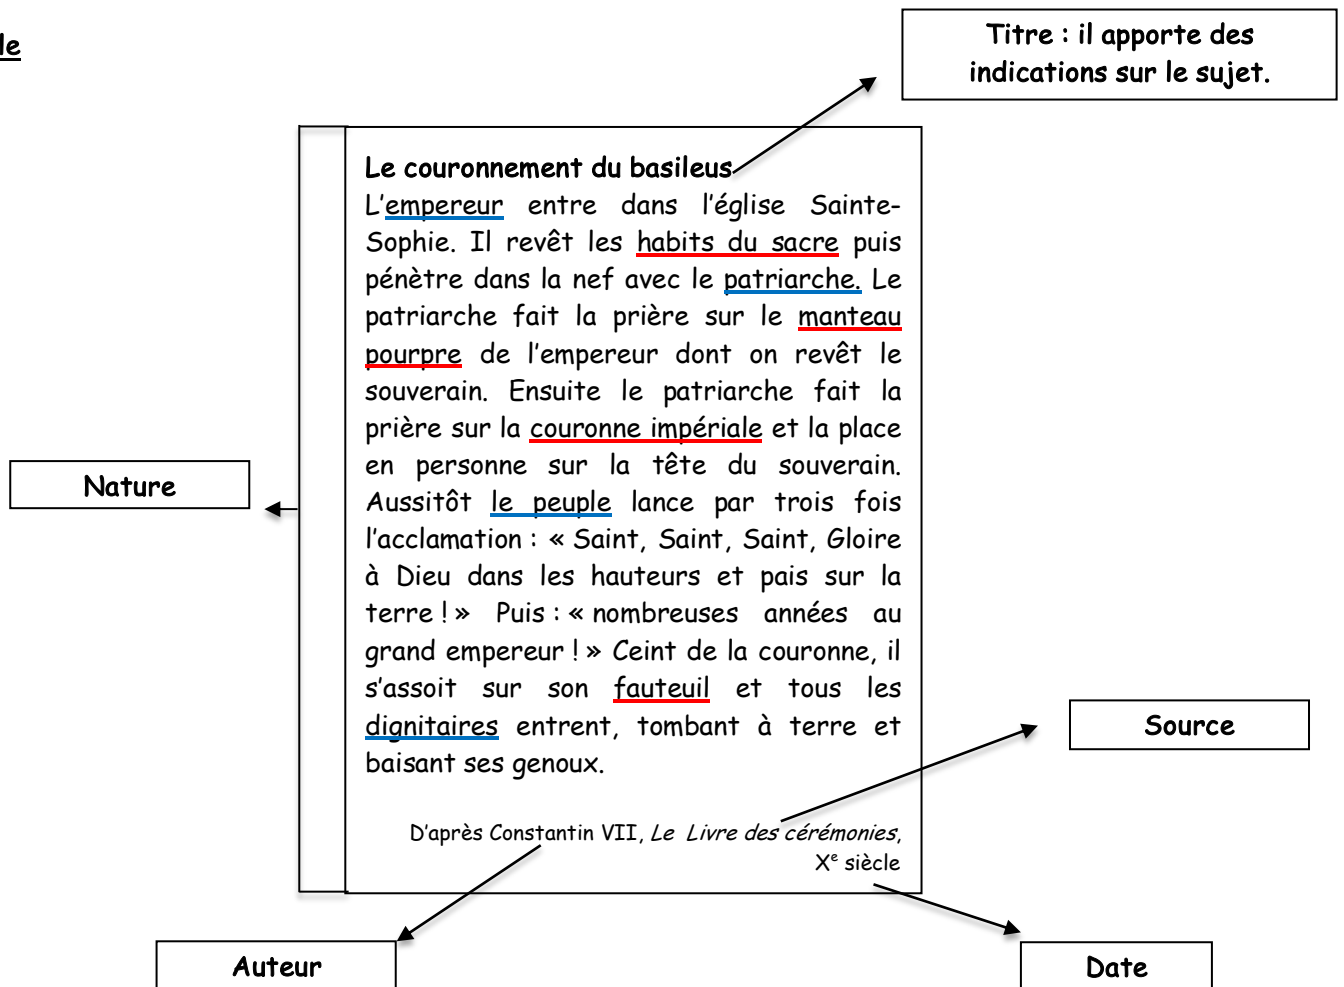 le
Titre : il apporte des
indications sur le sujet.
Le couronnement du basileus
L’empereur entre dans l’église Sainte-
Sophie. Il revêt les habits du sacre puis
pénètre dans la nef avec le patriarche. Le
patriarche fait la prière sur le manteau
pourpre de l’empereur dont on revêt le
souverain. Ensuite le patriarche fait la
prière sur la couronne impériale et la place
en personne sur la tête du souverain.
Aussitôt le peuple lance par trois fois
l’acclamation : « Saint, Saint, Saint, Gloire
à Dieu dans les hauteurs et pais sur la
terre ! » Puis : « nombreuses années au
grand empereur ! » Ceint de la couronne, il
s’assoit sur son fauteuil et tous les
dignitaires entrent, tombant à terre et
baisant ses genoux.
D’après Constantin VII, Le Livre des cérémonies,
Xe siècle
Nature
Source
Auteur
Date